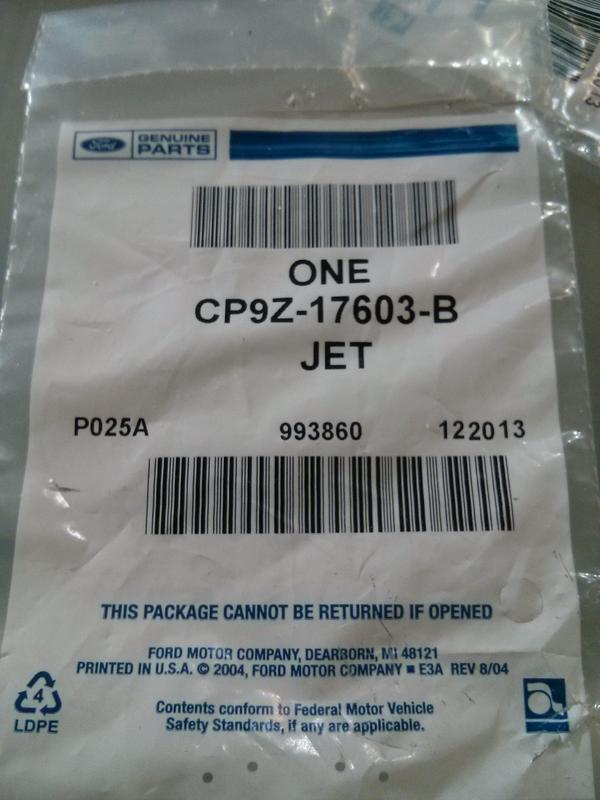 Ford
GENUINE
PARTS
ONE
CP9Z-17603-B
JET
P025A 993860 122013
THIS PACKAGE CANNOT BE RETURNED IF OPENED
FORD MOTOR COMPANY, DEARBORN, MI 48121
PRINTED IN U.S.A. © 2004, FORD MOTOR COMPANY ■ E3A REV 8/04
4
LDPE
Contents conform to Federal Motor Vehicle
Safety Standards, if any are applicable.